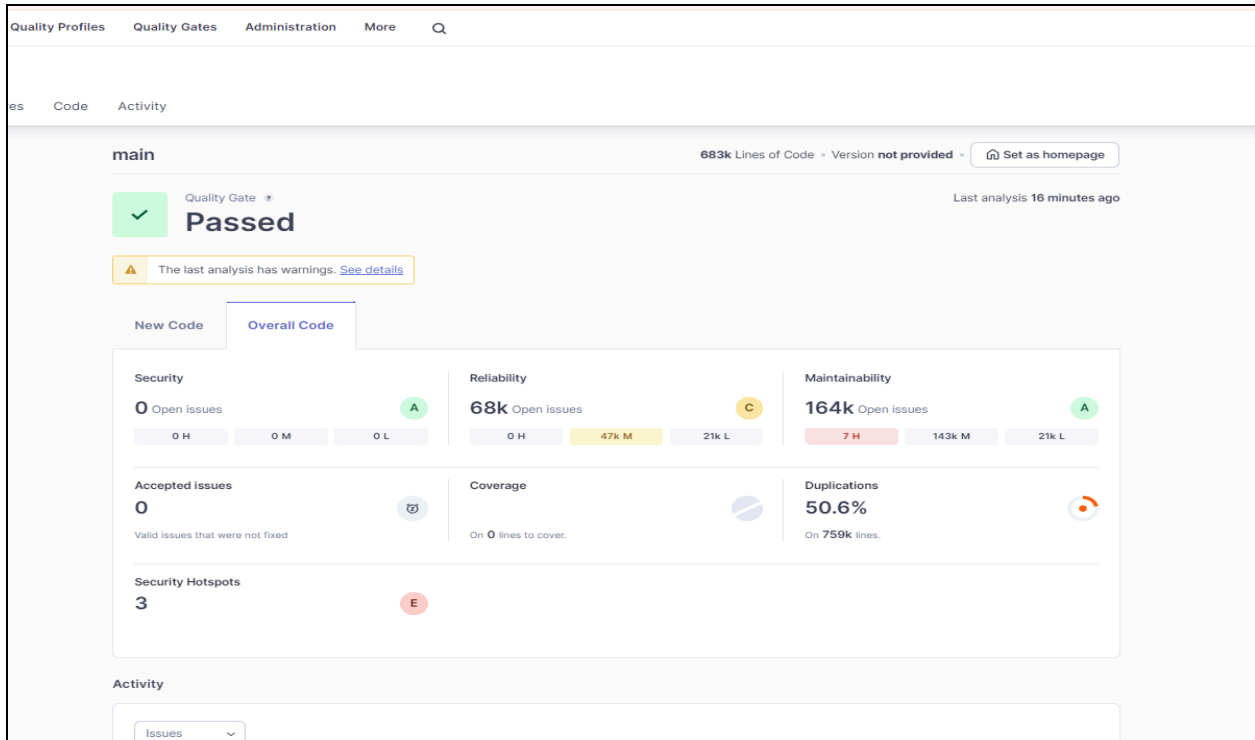 Quality Profiles Quality Gates Administration More
es Code Activity
main
683k Lines of Code • Version not provided • Set as homepage
Quality Gate ?
Passed
Last analysis 16 minutes ago
The last analysis has warnings. See details
New Code Overall Code
Security Reliability Maintainability
0 Open issues A 68k Open issues C 164k Open issues A
0 H 0 M 0 L 0 H 47k M 21k L 7 H 143k M 21k L
Accepted issues Coverage Duplications
0 50.6%
Valid issues that were not fixed On 0 lines to cover. On 759k lines.
Security Hotspots
3 E
Activity
Issues